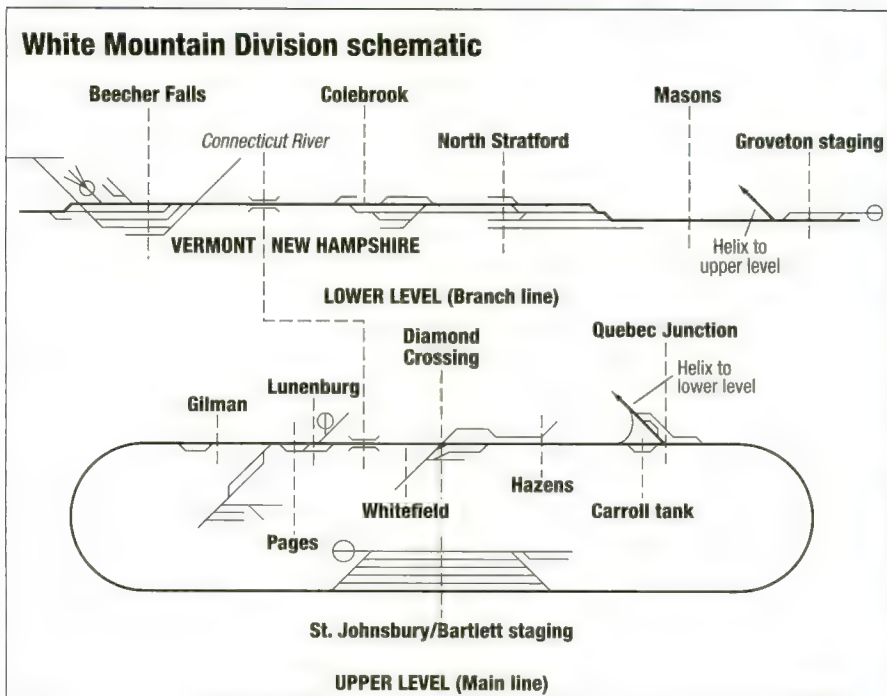 White Mountain Division schematic
Beecher Falls
Colebrook
Masons
Connecticut River
North Stratford
Groveton staging
VERMONT
NEW HAMPSHIRE
Helix to
upper level
LOWER LEVEL (Branch line)
Diamond
Crossing
Quebec Junction
Helix to
lower level
Lunenburg
Gilman
Whitefield
Hazens
Carroll tank
Pages
St. Johnsbury/Bartlett staging
UPPER LEVEL (Main line)